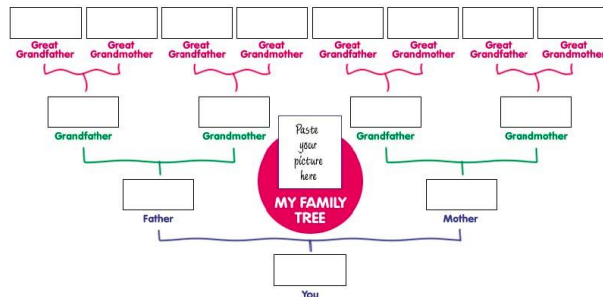 Great Grandfather
Great Grandmother
Great Grandfather
Great Grandmother
Great Grandfather
Great Grandmother
Great Grandfather
Great Grandmother
Grandfather
Grandmother
Grandfather
Grandmother
Paste
your
picture
here
MY FAMILY
TREE
Father
Mother
You